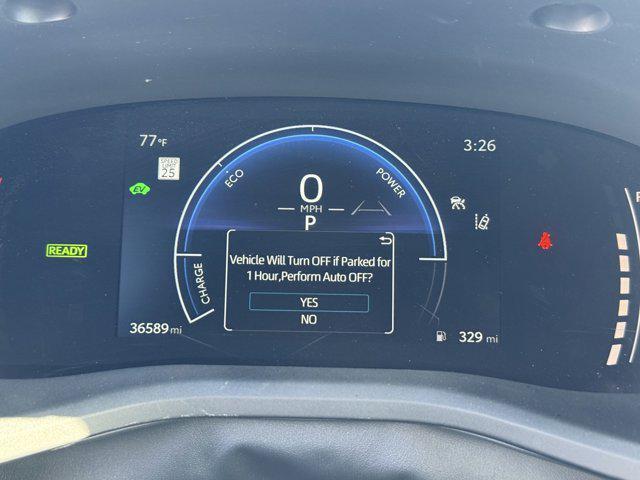 77°F
3:26
SPEED
LIMIT
25
EV
ECO
POWER
0
MPH
P
READY
CHARGE
Vehicle Will Turn OFF if Parked for
1 Hour,Perform Auto OFF?
YES
NO
36589 mi
329 mi